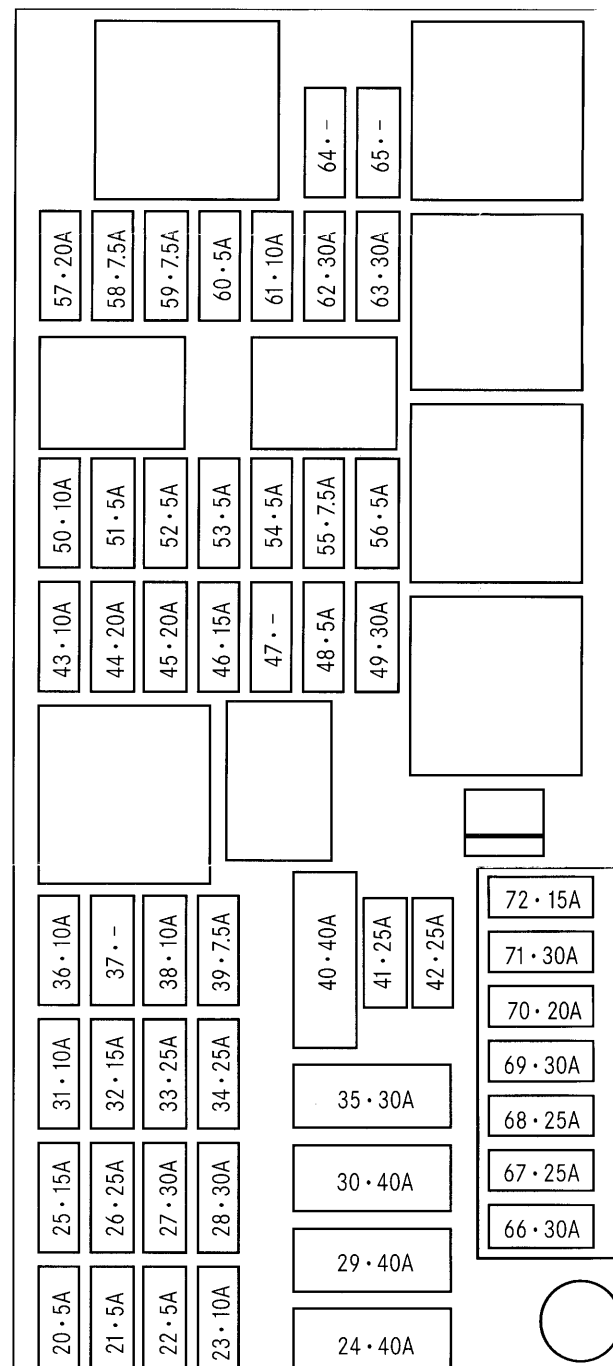 64 · -
65 · -
57 · 20A
58 · 7.5A
59 · 7.5A
60 · 5A
61 · 10A
62 · 30A
63 · 30A
50 · 10A
51 · 5A
52 · 5A
53 · 5A
54 · 5A
55 · 7.5A
56 · 5A
43 · 10A
44 · 20A
45 · 20A
46 · 15A
47 · -
48 · 5A
49 · 30A
36 · 10A
37 · -
38 · 10A
39 · 7.5A
40 · 40A
41 · 25A
42 · 25A
72 · 15A
71 · 30A
70 · 20A
69 · 30A
68 · 25A
67 · 25A
66 · 30A
31 · 10A
32 · 15A
33 · 25A
34 · 25A
35 · 30A
25 · 15A
26 · 25A
27 · 30A
28 · 30A
30 · 40A
29 · 40A
20 · 5A
21 · 5A
22 · 5A
23 · 10A
24 · 40A